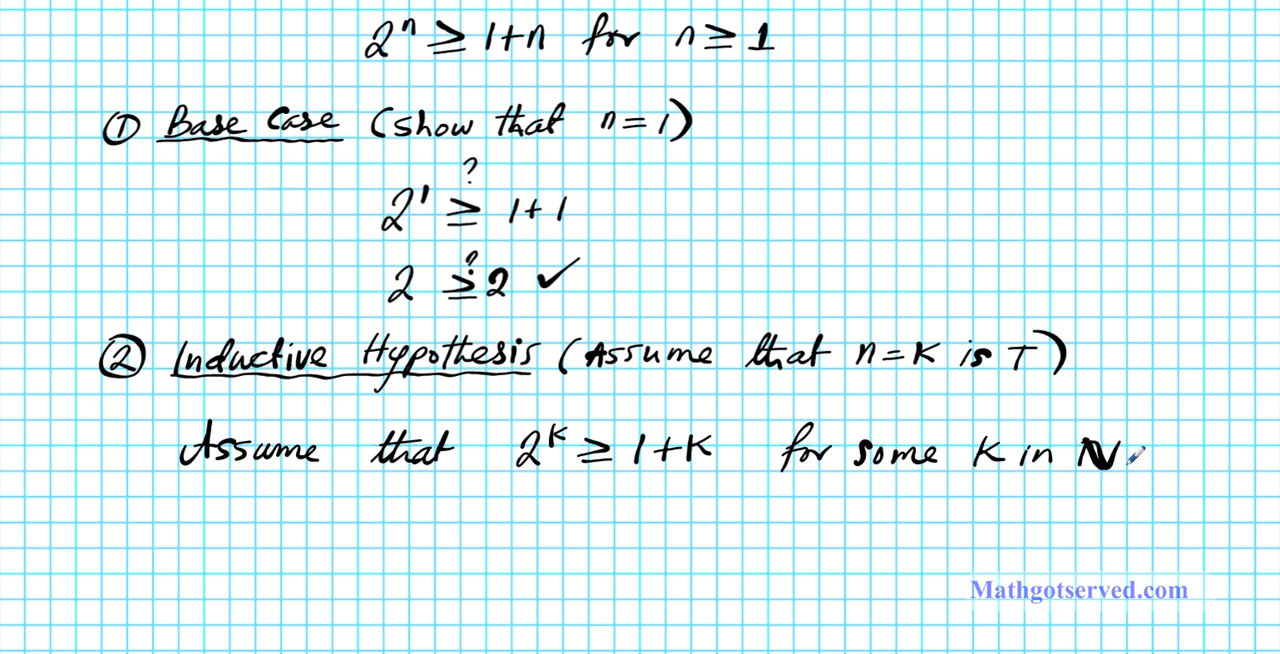 2ⁿ ≥ 1+n for n ≥ 1
① Base Case (show that n=1)
?
2¹ ≥ 1+1
?
2 ≥ 2 ✓
② Inductive Hypothesis (Assume that n=K is T)
Assume that 2ᴷ ≥ 1+K for some K in N
Mathgotserved.com